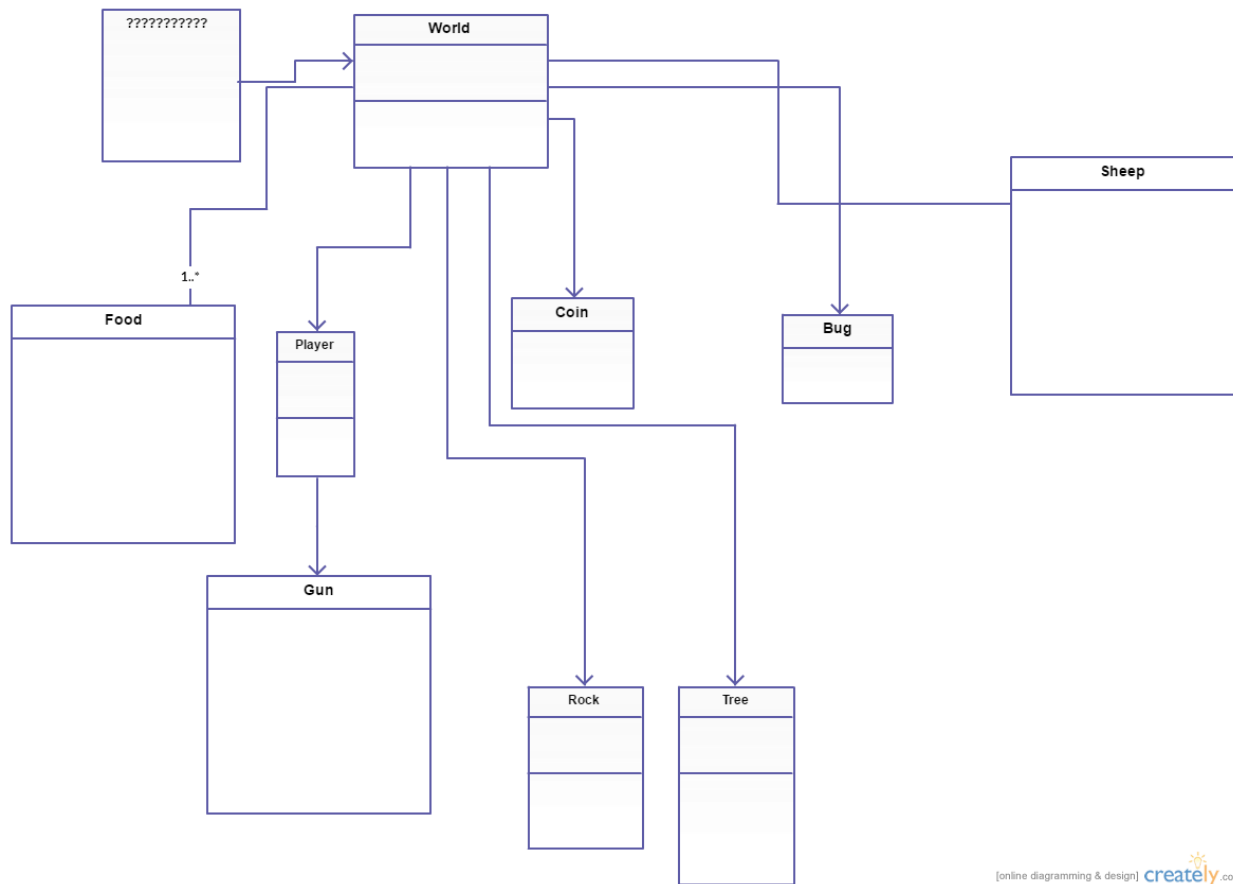 ???????????
World
Sheep
1..*
Food
Coin
Bug
Player
Gun
Rock
Tree
[online diagramming & design] creately.co